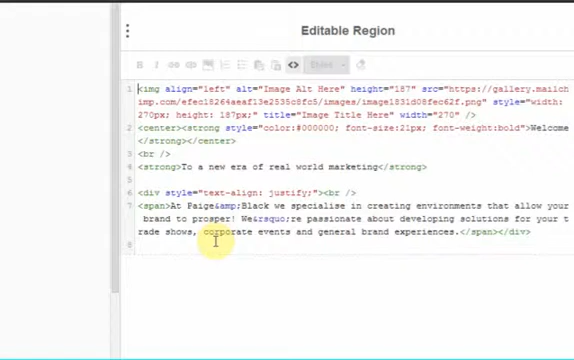 Editable Region
B I Styles
1 <img align="left" alt="Image Alt Here" height="187" src="https://gallery.mailch
imp.com/efec18264aeaf13e2535c8fc5/images/image1831d08fec62f.png" style="width:
270px; height: 187px;" title="Image Title Here" width="270" />
2 <center><strong style="color:#000000; font-size:21px; font-weight:bold">Welcome
</strong></center>
3 <br />
4 <strong>To a new era of real world marketing</strong>
5
6 <div style="text-align: justify;"><br />
7 <span>At Paige&amp;Black we specialise in creating environments that allow your
brand to prosper! We&rsquo;re passionate about developing solutions for your t
rade shows, corporate events and general brand experiences.</span></div>
8